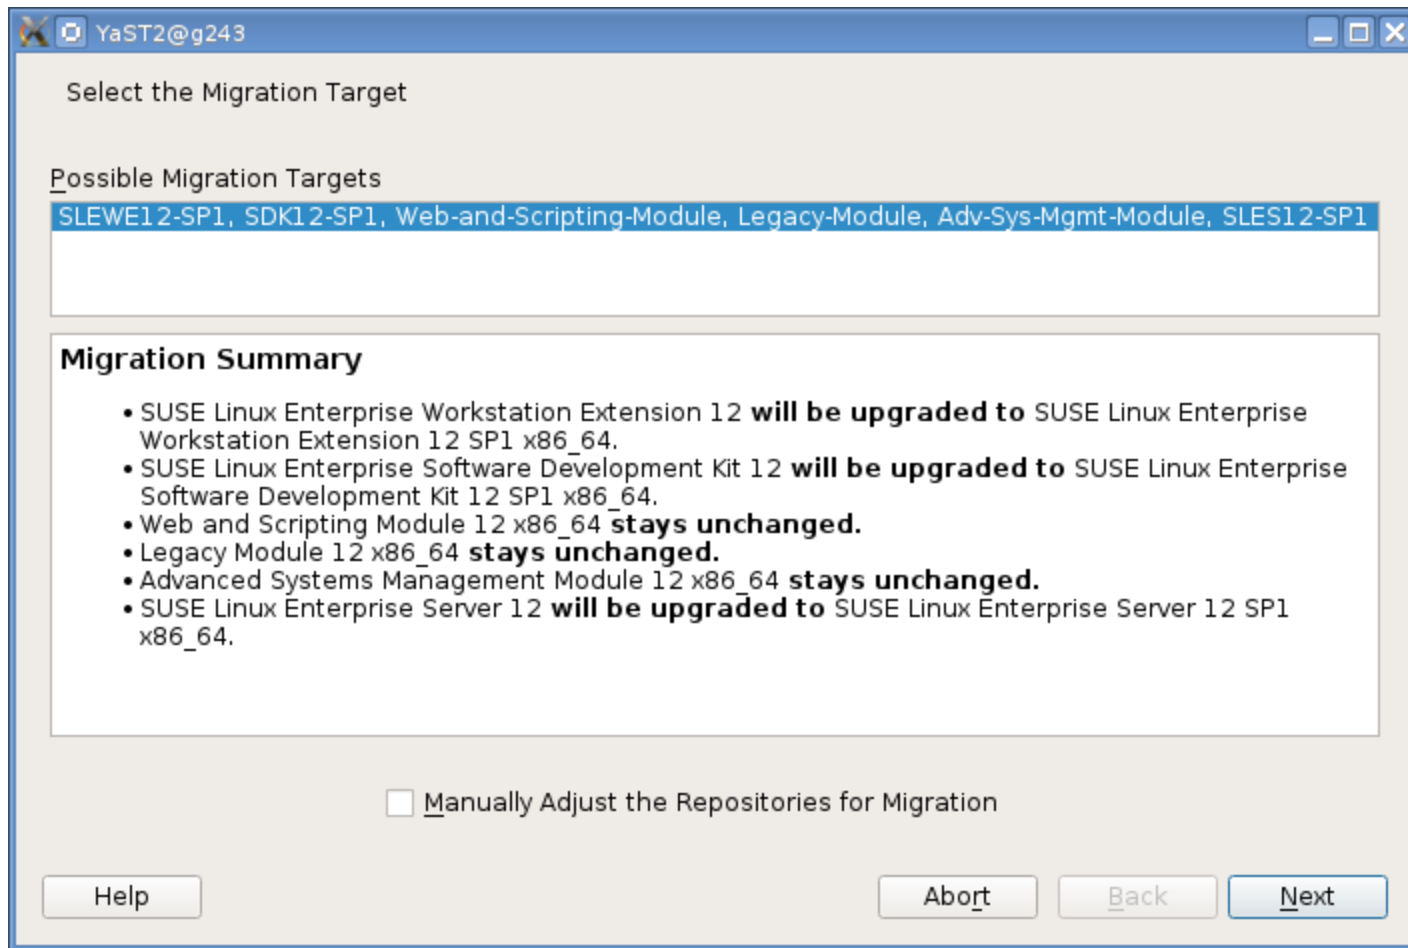 YaST2@g243
Select the Migration Target
Possible Migration Targets
SLEWE12-SP1, SDK12-SP1, Web-and-Scripting-Module, Legacy-Module, Adv-Sys-Mgmt-Module, SLES12-SP1
Migration Summary
• SUSE Linux Enterprise Workstation Extension 12 will be upgraded to SUSE Linux Enterprise
Workstation Extension 12 SP1 x86_64.
• SUSE Linux Enterprise Software Development Kit 12 will be upgraded to SUSE Linux Enterprise
Software Development Kit 12 SP1 x86_64.
• Web and Scripting Module 12 x86_64 stays unchanged.
• Legacy Module 12 x86_64 stays unchanged.
• Advanced Systems Management Module 12 x86_64 stays unchanged.
• SUSE Linux Enterprise Server 12 will be upgraded to SUSE Linux Enterprise Server 12 SP1
x86_64.
Manually Adjust the Repositories for Migration
Help Abort Back Next